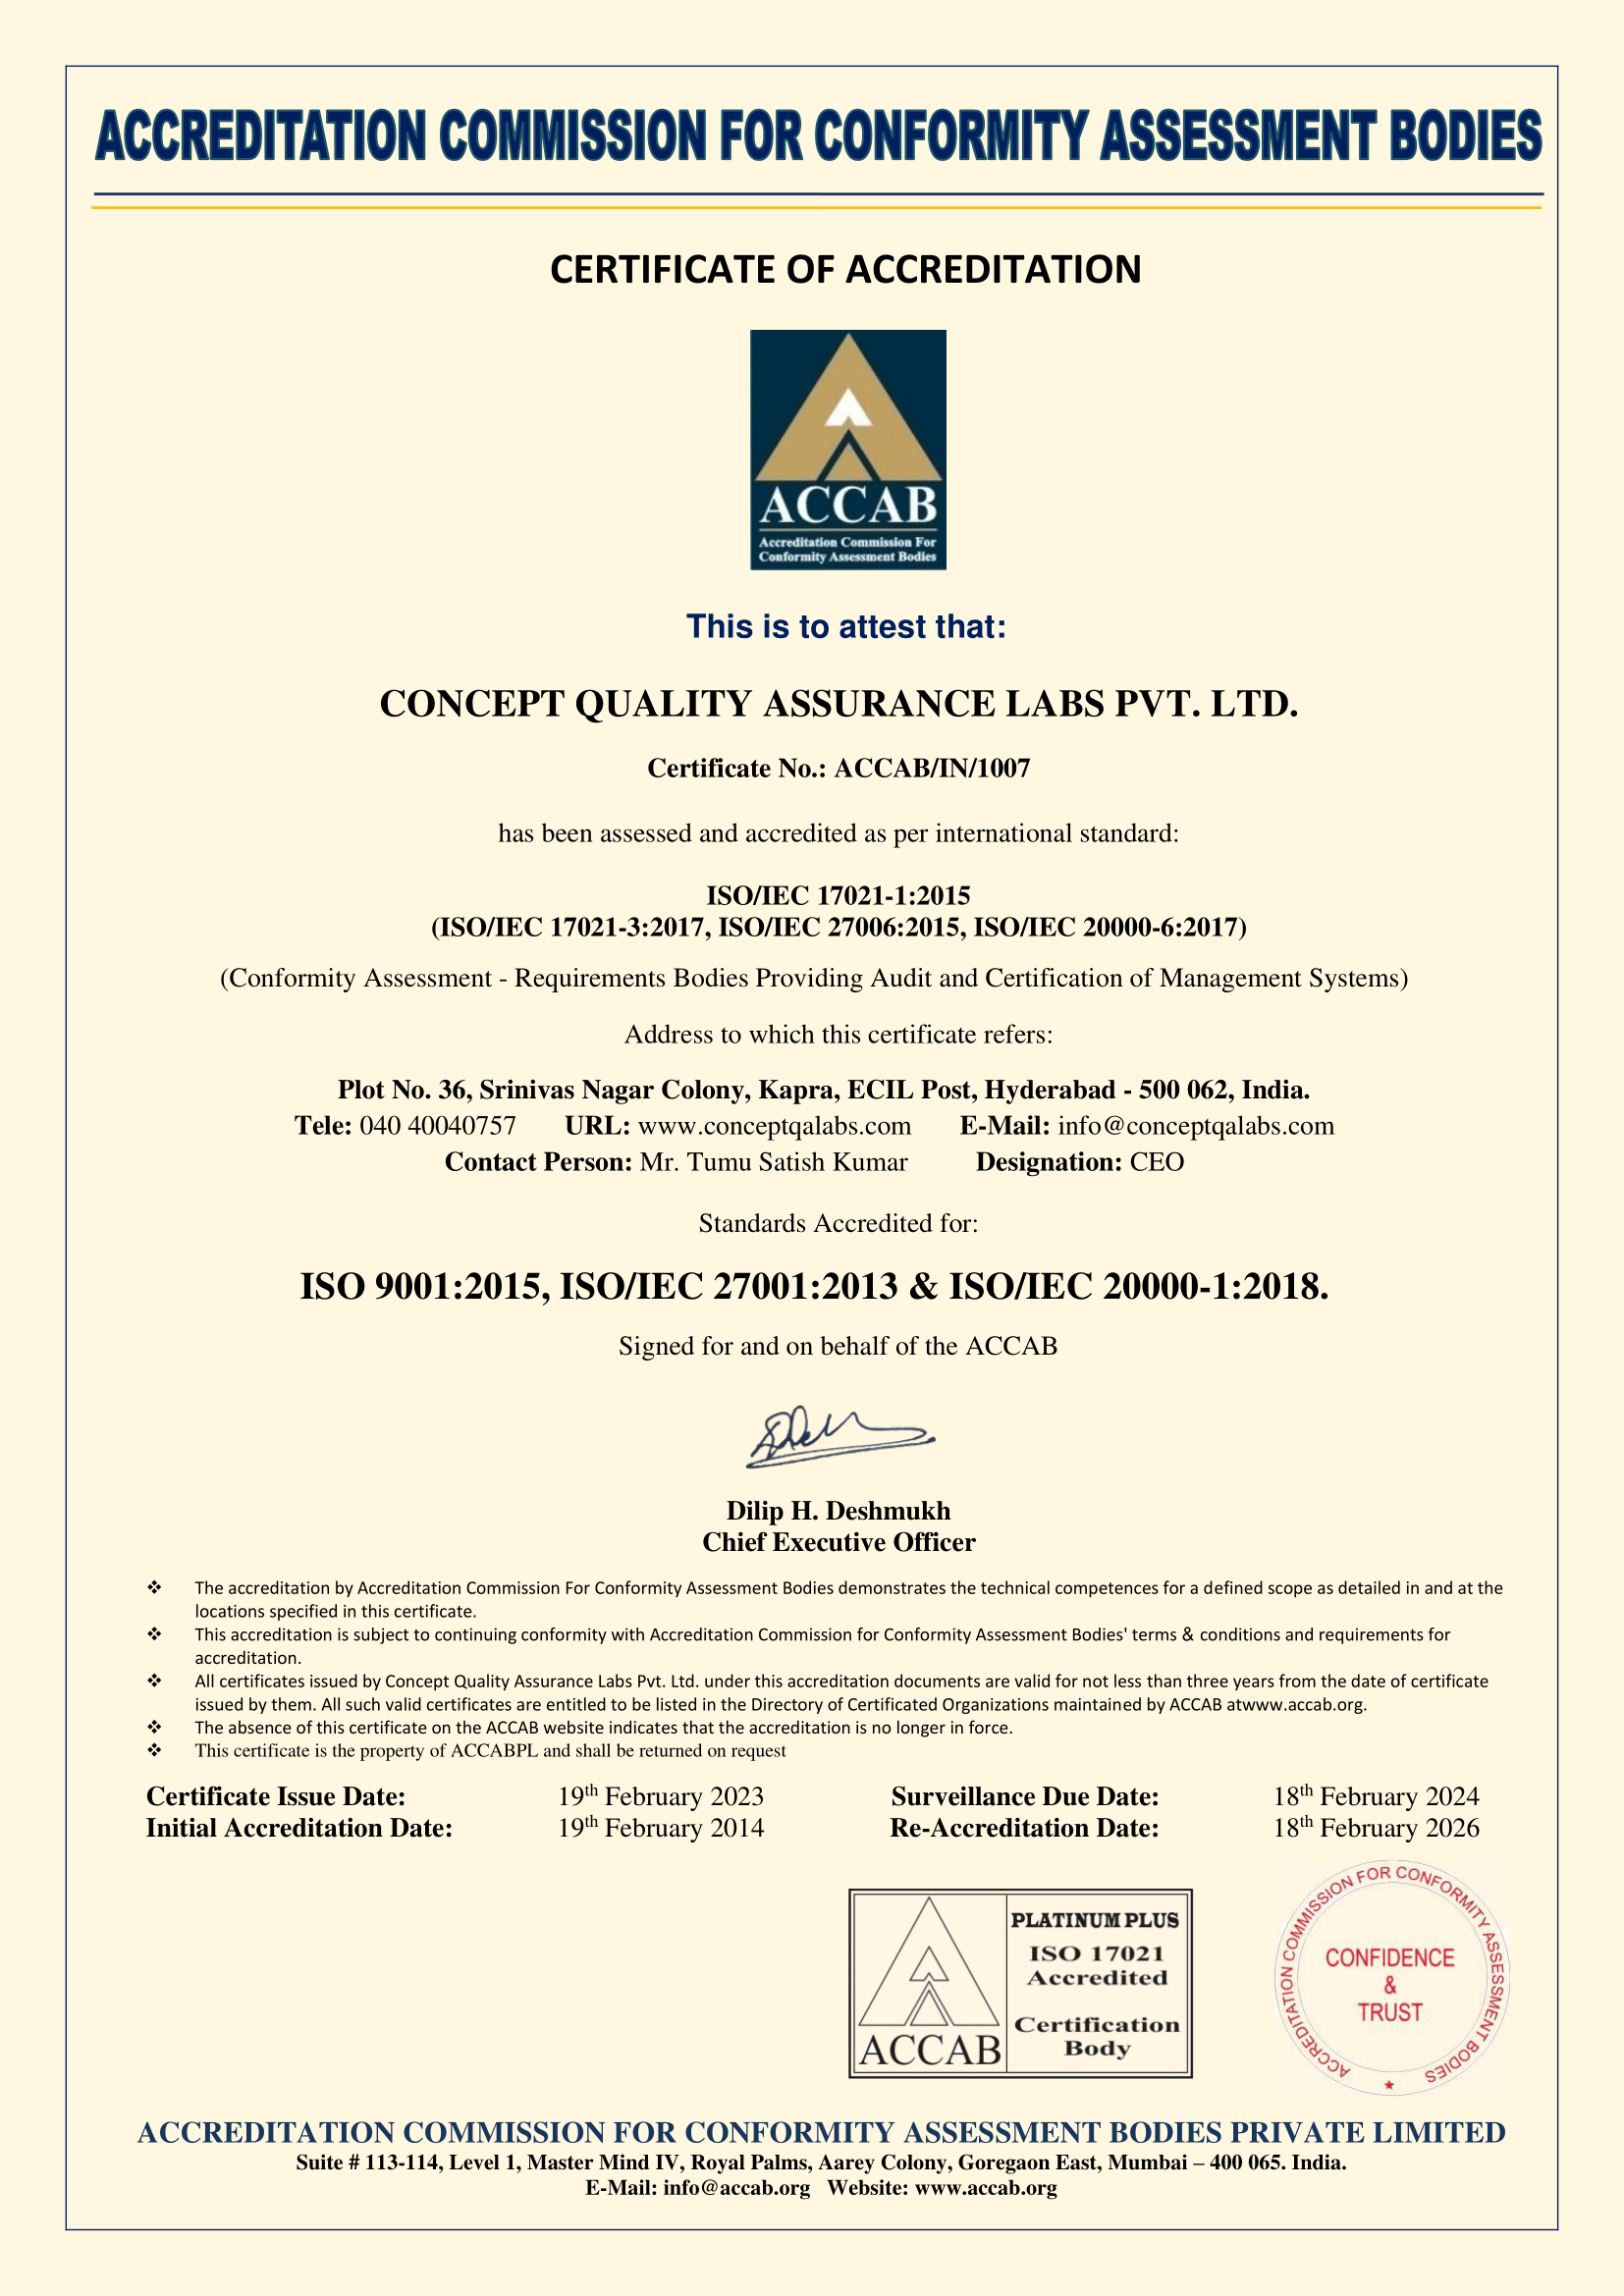 ACCREDITATION COMMISSION FOR CONFORMITY ASSESSMENT BODIES
CERTIFICATE OF ACCREDITATION
ACCAB
Accreditation Commission For
Conformity Assessment Bodies
This is to attest that:
CONCEPT QUALITY ASSURANCE LABS PVT. LTD.
Certificate No.: ACCAB/IN/1007
has been assessed and accredited as per international standard:
ISO/IEC 17021-1:2015
(ISO/IEC 17021-3:2017, ISO/IEC 27006:2015, ISO/IEC 20000-6:2017)
(Conformity Assessment - Requirements Bodies Providing Audit and Certification of Management Systems)
Address to which this certificate refers:
Plot No. 36, Srinivas Nagar Colony, Kapra, ECIL Post, Hyderabad - 500 062, India.
Tele: 040 40040757 URL: www.conceptqalabs.com E-Mail: info@conceptqalabs.com
Contact Person: Mr. Tumu Satish Kumar Designation: CEO
Standards Accredited for:
ISO 9001:2015, ISO/IEC 27001:2013 & ISO/IEC 20000-1:2018.
Signed for and on behalf of the ACCAB
Dilip H. Deshmukh
Chief Executive Officer
❖ The accreditation by Accreditation Commission For Conformity Assessment Bodies demonstrates the technical competences for a defined scope as detailed in and at the
locations specified in this certificate.
❖ This accreditation is subject to continuing conformity with Accreditation Commission for Conformity Assessment Bodies' terms & conditions and requirements for
accreditation.
❖ All certificates issued by Concept Quality Assurance Labs Pvt. Ltd. under this accreditation documents are valid for not less than three years from the date of certificate
issued by them. All such valid certificates are entitled to be listed in the Directory of Certificated Organizations maintained by ACCAB atwww.accab.org.
❖ The absence of this certificate on the ACCAB website indicates that the accreditation is no longer in force.
❖ This certificate is the property of ACCABPL and shall be returned on request
Certificate Issue Date: 19th February 2023 Surveillance Due Date: 18th February 2024
Initial Accreditation Date: 19th February 2014 Re-Accreditation Date: 18th February 2026
ACCAB
PLATINUM PLUS
ISO 17021
Accredited
Certification
Body
ACCREDITATION COMMISSION FOR CONFORMITY ASSESSMENT BODIES
CONFIDENCE
&
TRUST
ACCREDITATION COMMISSION FOR CONFORMITY ASSESSMENT BODIES PRIVATE LIMITED
Suite # 113-114, Level 1, Master Mind IV, Royal Palms, Aarey Colony, Goregaon East, Mumbai – 400 065. India.
E-Mail: info@accab.org Website: www.accab.org